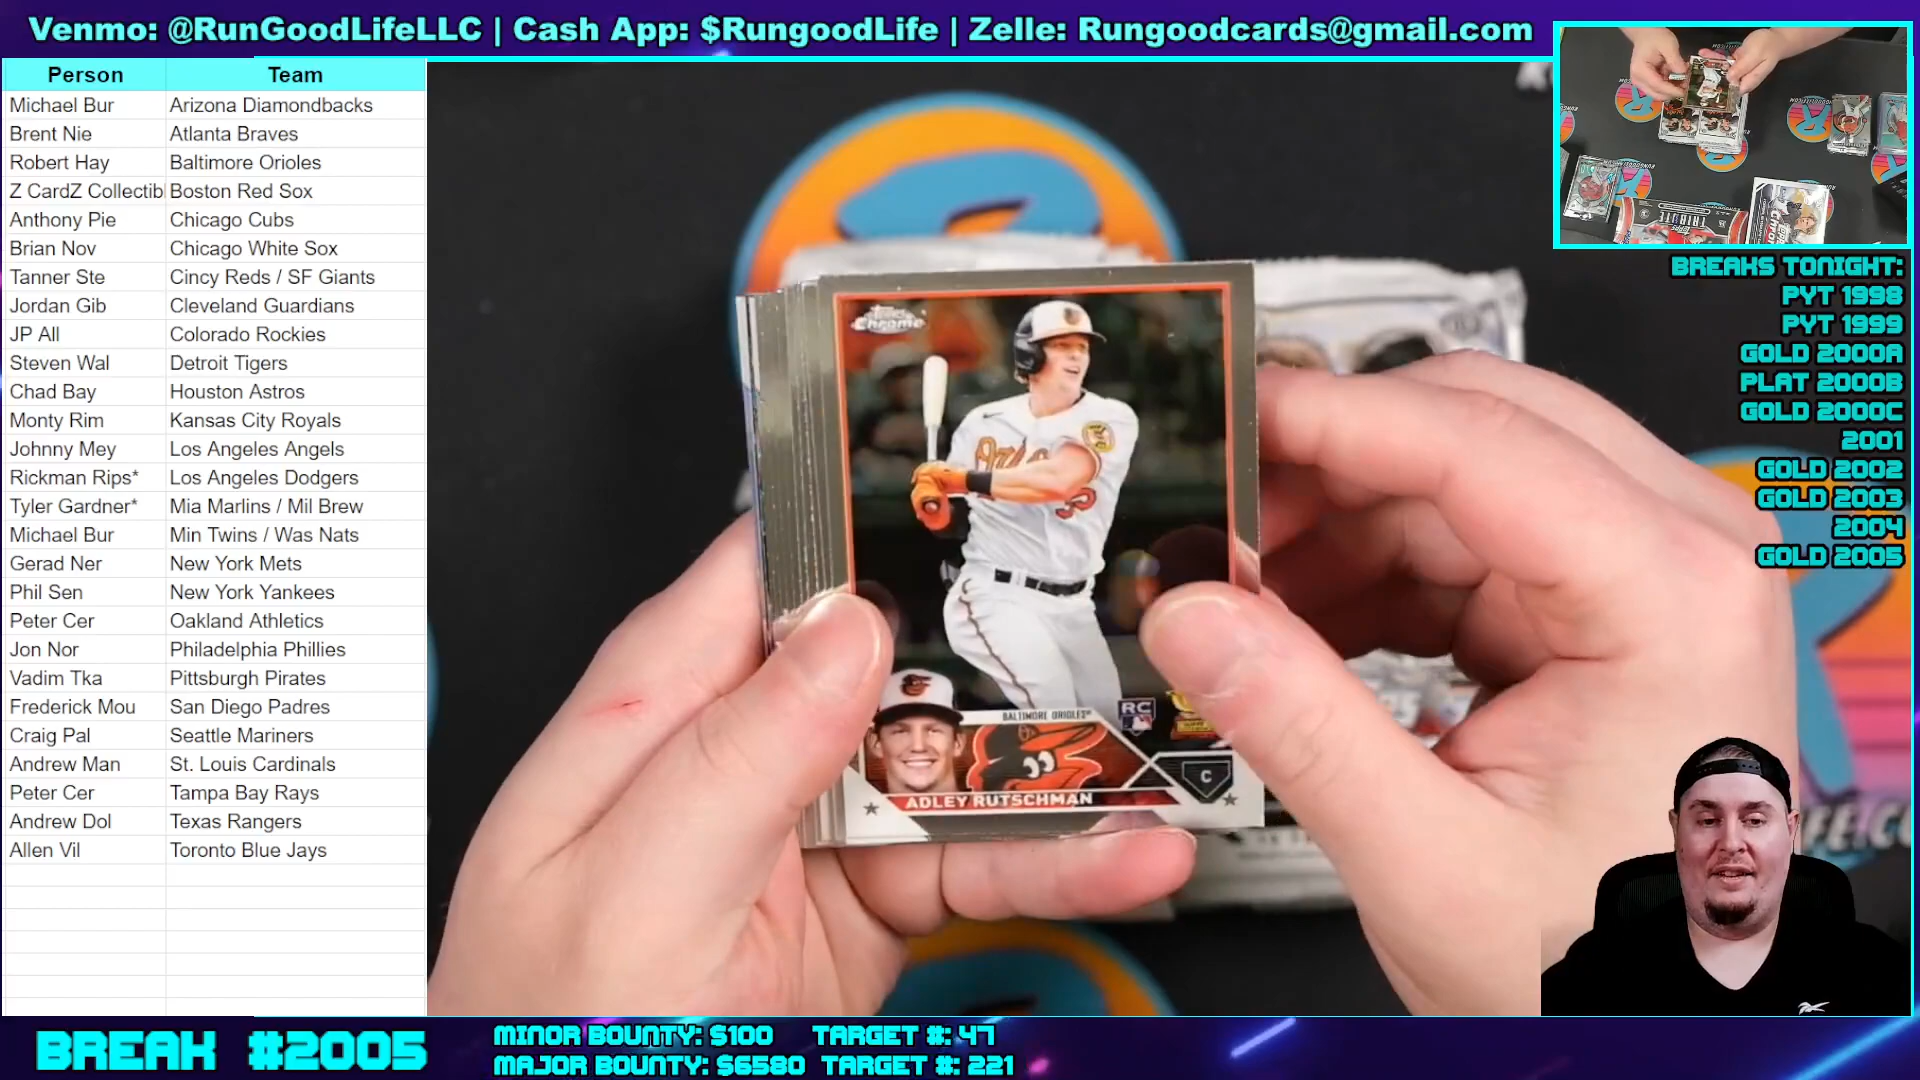 Venmo: @RunGoodLifeLLC | Cash App: $RungoodLife | Zelle: Rungoodcards@gmail.com
Person Team
Michael Bur Arizona Diamondbacks
Brent Nie Atlanta Braves
Robert Hay Baltimore Orioles
Z CardZ Collectib Boston Red Sox
Anthony Pie Chicago Cubs
Brian Nov Chicago White Sox
Tanner Ste Cincy Reds / SF Giants
Jordan Gib Cleveland Guardians
JP All Colorado Rockies
Steven Wal Detroit Tigers
Chad Bay Houston Astros
Monty Rim Kansas City Royals
Johnny Mey Los Angeles Angels
Rickman Rips* Los Angeles Dodgers
Tyler Gardner* Mia Marlins / Mil Brew
Michael Bur Min Twins / Was Nats
Gerad Ner New York Mets
Phil Sen New York Yankees
Peter Cer Oakland Athletics
Jon Nor Philadelphia Phillies
Vadim Tka Pittsburgh Pirates
Frederick Mou San Diego Padres
Craig Pal Seattle Mariners
Andrew Man St. Louis Cardinals
Peter Cer Tampa Bay Rays
Andrew Dol Texas Rangers
Allen Vil Toronto Blue Jays
Topps
Chrome
BALTIMORE ORIOLES
RC
C
ADLEY RUTSCHMAN
TRIBUTE
BREAKS TONIGHT:
PYT 1998
PYT 1999
GOLD 2000A
PLAT 2000B
GOLD 2000C
2001
GOLD 2002
GOLD 2003
2004
GOLD 2005
BREAK #2005
MINOR BOUNTY: $100 TARGET #: 47
MAJOR BOUNTY: $6580 TARGET #: 221